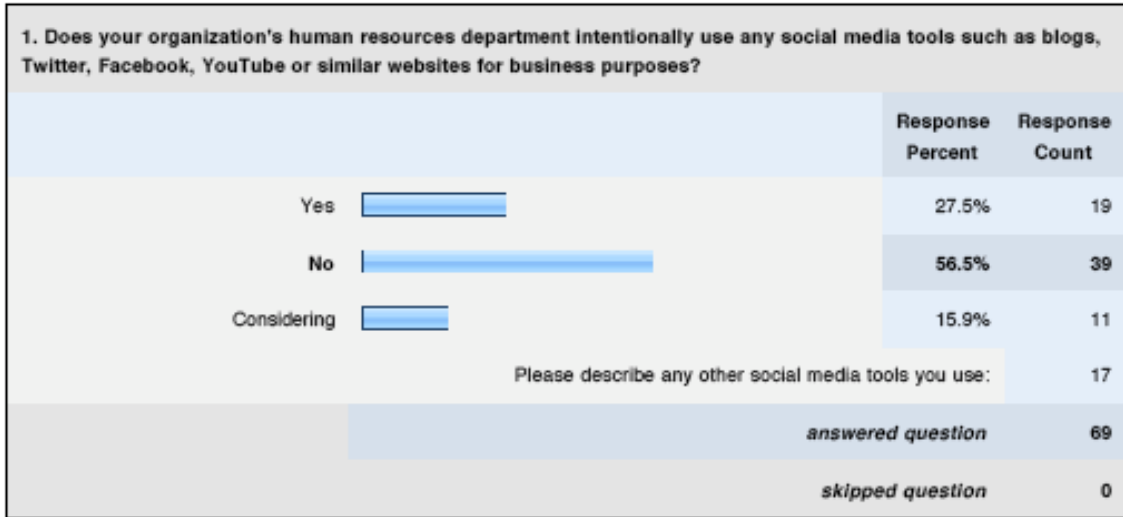 1. Does your organization's human resources department intentionally use any social media tools such as blogs,
Twitter, Facebook, YouTube or similar websites for business purposes?
Response Percent Response Count
Yes 27.5% 19
No 56.5% 39
Considering 15.9% 11
Please describe any other social media tools you use: 17
answered question 69
skipped question 0